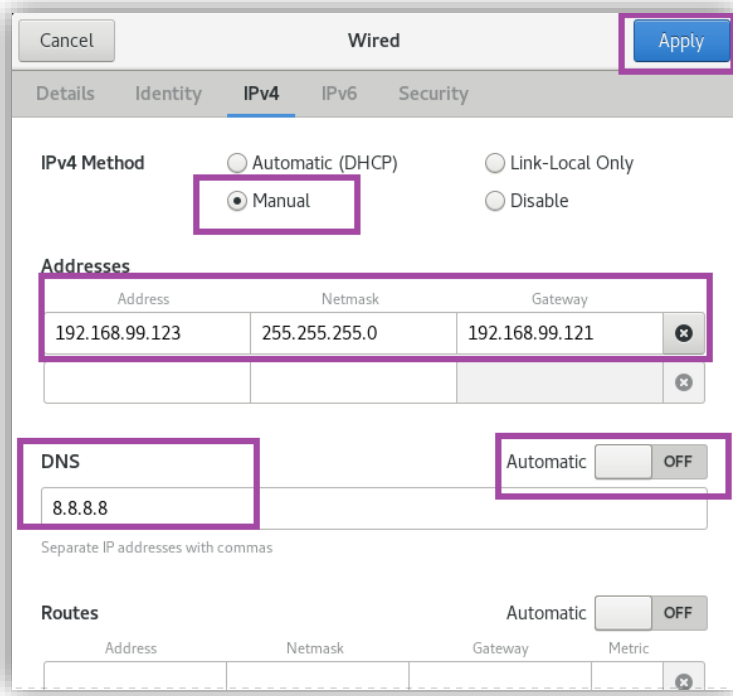 Cancel Wired Apply
Details Identity IPv4 IPv6 Security
IPv4 Method Automatic (DHCP) Link-Local Only
Manual Disable
Addresses
Address Netmask Gateway
192.168.99.123 255.255.255.0 192.168.99.121
DNS Automatic OFF
8.8.8.8
Separate IP addresses with commas
Routes Automatic OFF
Address Netmask Gateway Metric